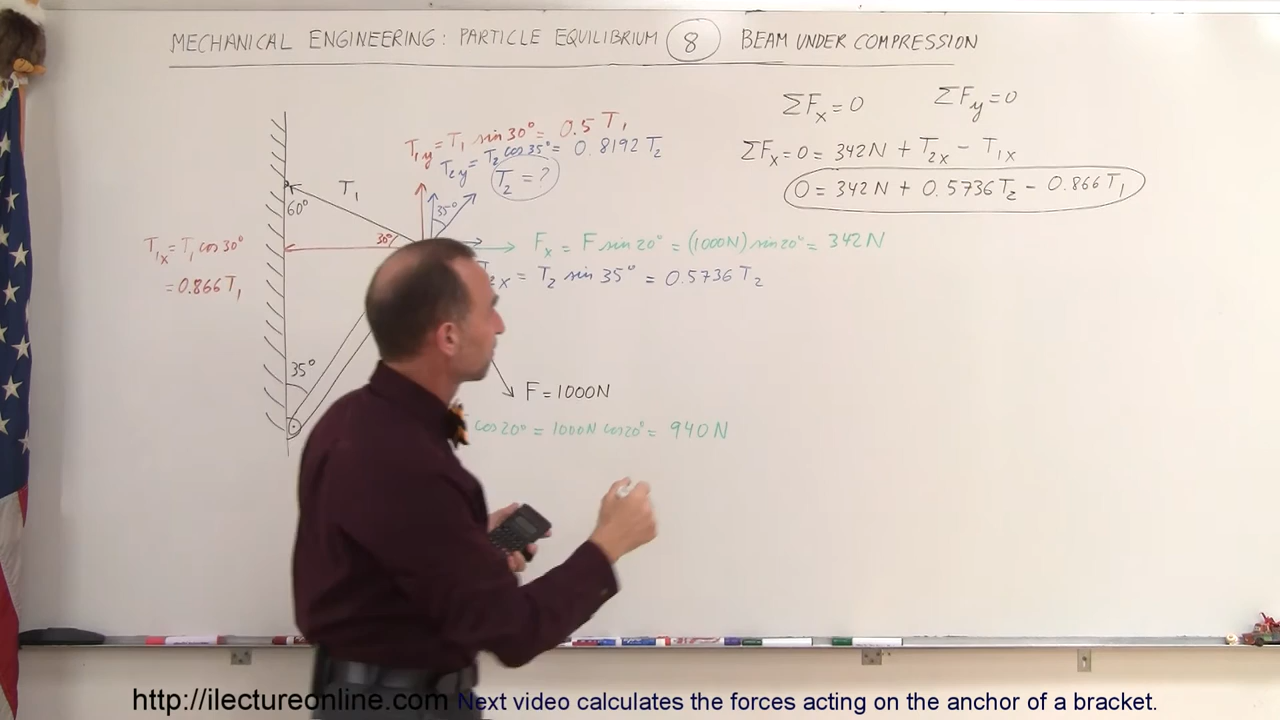 MECHANICAL ENGINEERING: PARTICLE EQUILIBRIUM 8 BEAM UNDER COMPRESSION
ΣFx = 0 ΣFy = 0
T1y = T1 sin 30° = 0.5 T1
T2y = T2 cos 35° = 0.8192 T2
T2 = ?
ΣFx = 0 = 342N + T2x - T1x
0 = 342N + 0.5736 T2 - 0.866 T1
T1
60°
35°
30°
T1x = T1 cos 30°
= 0.866 T1
Fx = F sin 20° = (1000N) sin 20° = 342N
2x = T2 sin 35° = 0.5736 T2
35°
F = 1000N
cos 20° = 1000N cos 20° = 940 N
http://ilectureonline.com Next video calculates the forces acting on the anchor of a bracket.